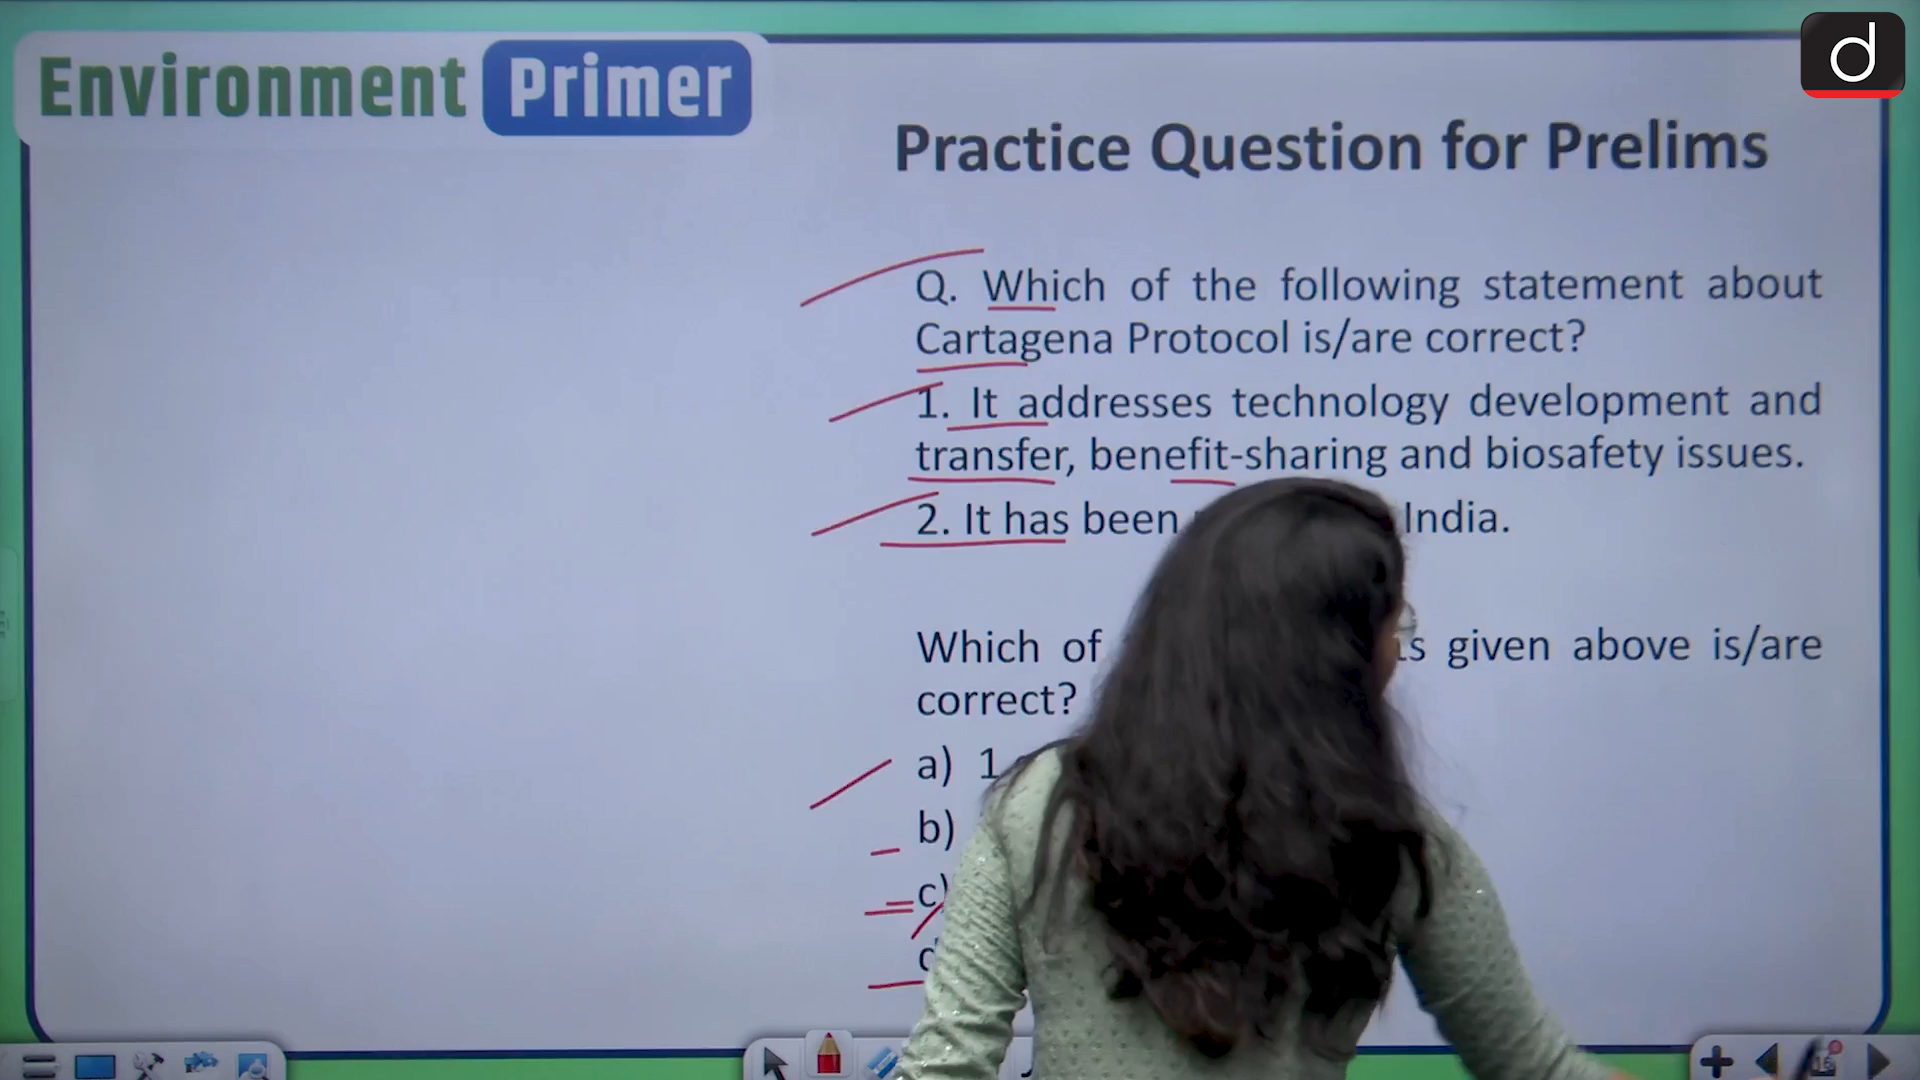 Environment Primer
d
Practice Question for Prelims
Q. Which of the following statement about
Cartagena Protocol is/are correct?
1. It addresses technology development and
transfer, benefit-sharing and biosafety issues.
2. It has been India.
Which of given above is/are
correct?
a) 1
b)
c)
16